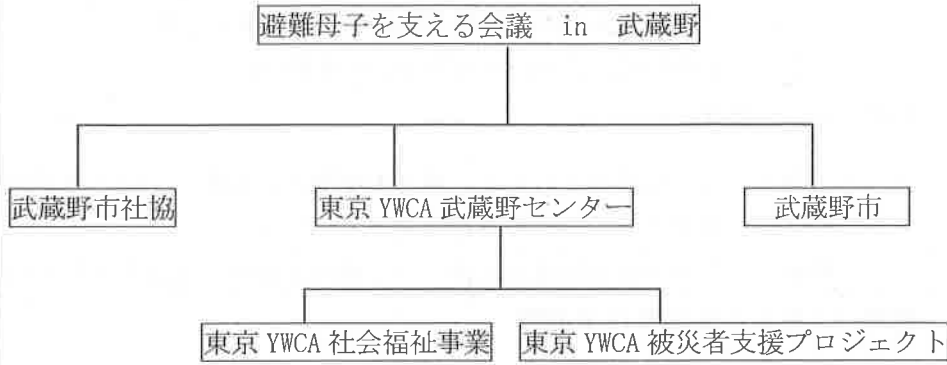 避難母子を支える会議 in 武蔵野
武蔵野市社協
東京 YWCA 武蔵野センター
武蔵野市
東京 YWCA 社会福祉事業
東京 YWCA 被災者支援プロジェクト